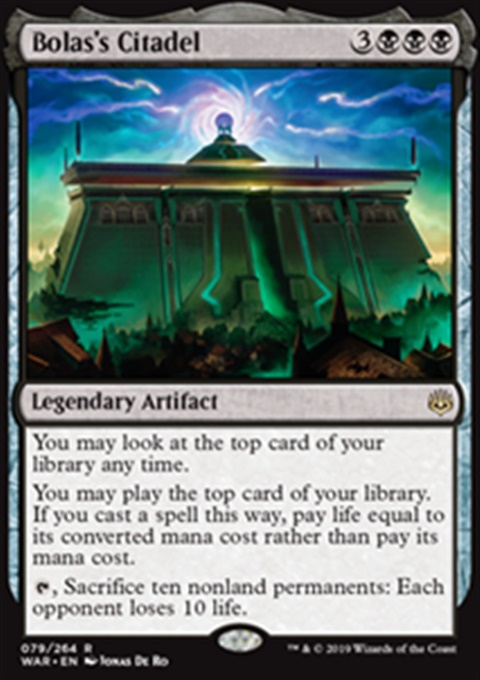 Bolas's Citadel 3
Legendary Artifact
You may look at the top card of your
library any time.
You may play the top card of your library.
If you cast a spell this way, pay life equal to
its converted mana cost rather than pay its
mana cost.
, Sacrifice ten nonland permanents: Each
opponent loses 10 life.
079/264 R
WAR • EN Jonas De Ro
™ & © 2019 Wizards of the Coast